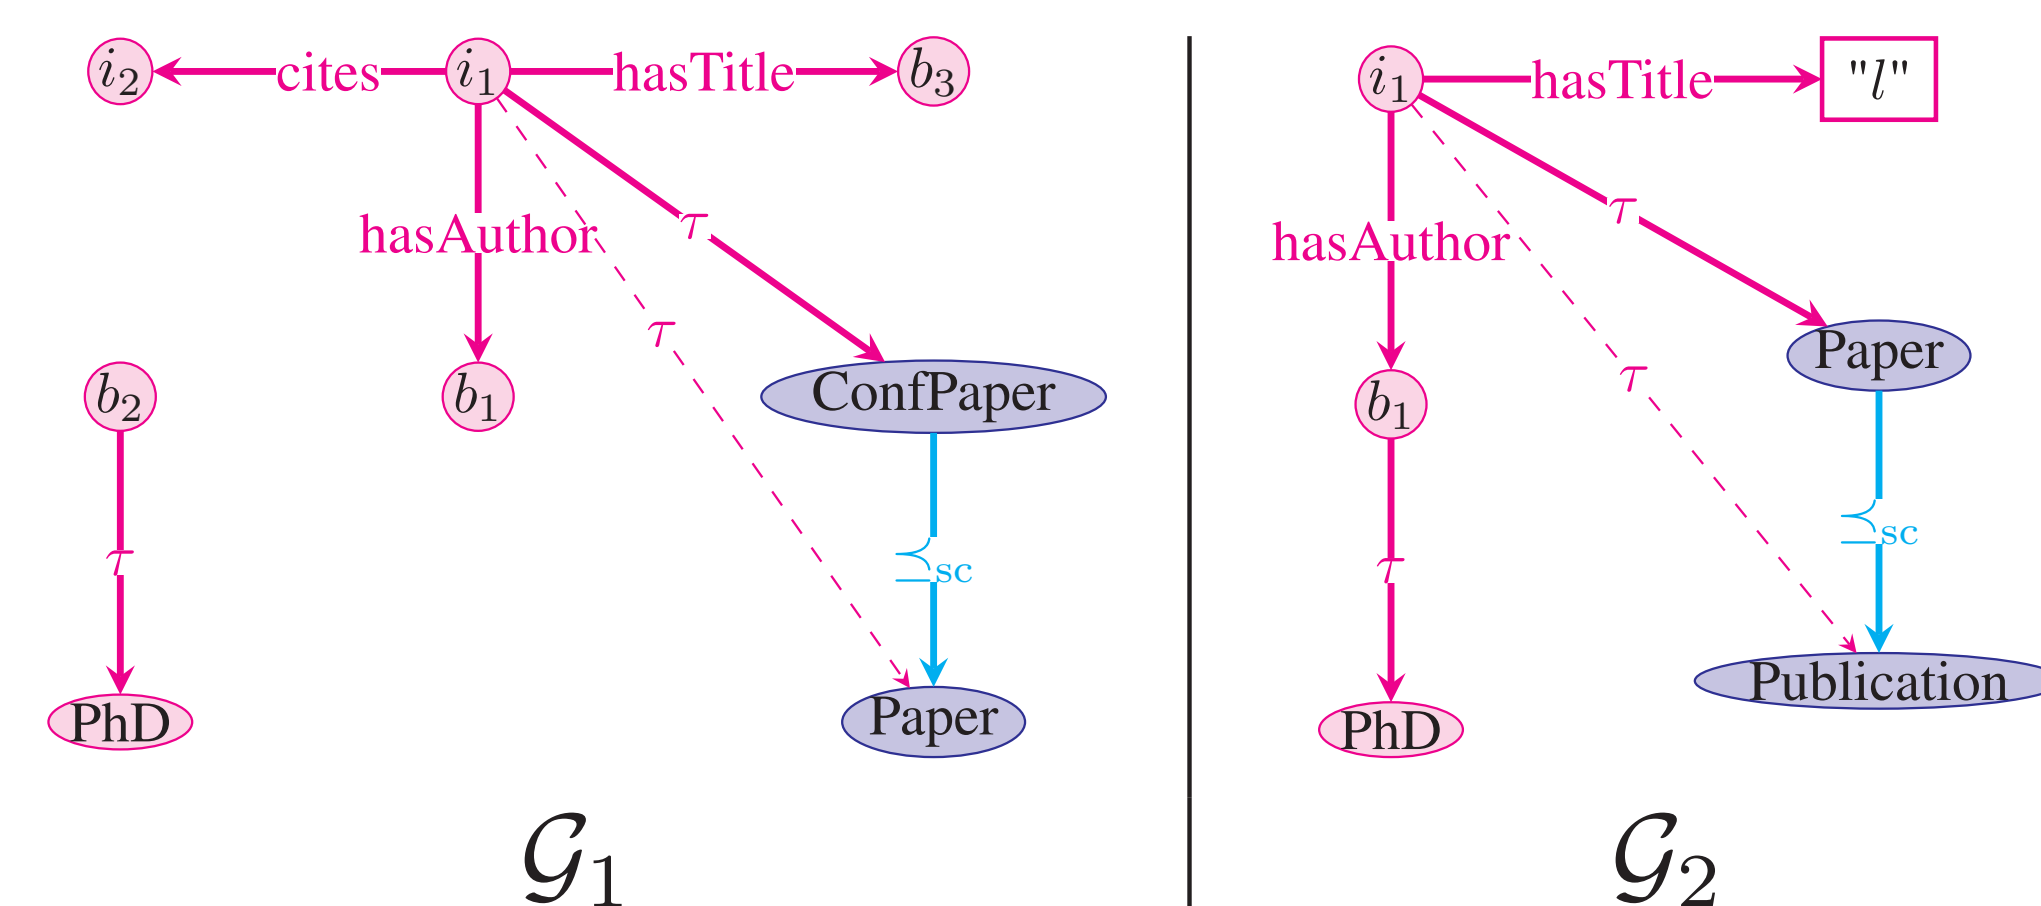 i₂ cites i₁ hasTitle b₃
i₁ hasTitle "l"
τ
τ
hasAuthor
hasAuthor
τ
Paper
τ
b₂ b₁ ConfPaper
b₁
⪯sc
τ
⪯sc
τ
Publication
PhD Paper
PhD
𝒢₁
𝒢₂